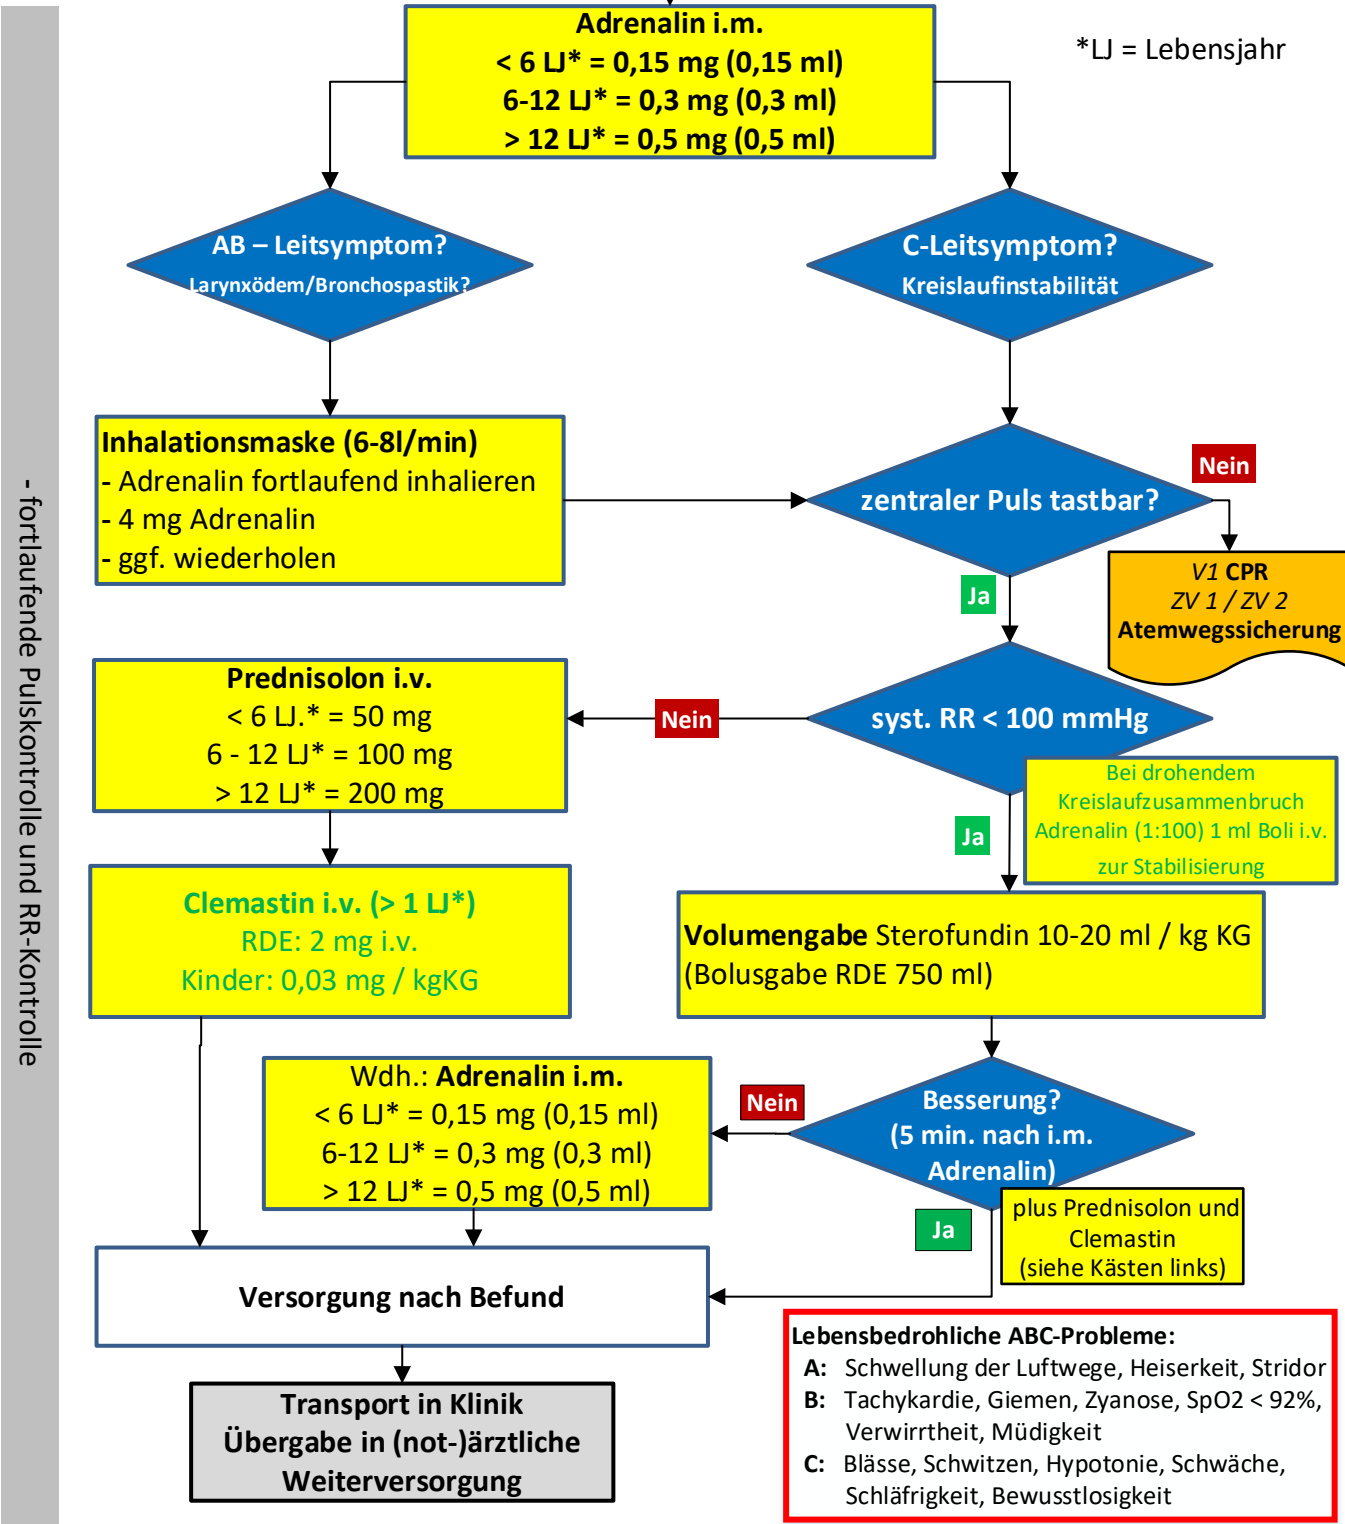 Adrenalin i.m.
< 6 LJ* = 0,15 mg (0,15 ml)
6-12 LJ* = 0,3 mg (0,3 ml)
> 12 LJ* = 0,5 mg (0,5 ml)
*LJ = Lebensjahr
AB – Leitsymptom?
Larynxödem/Bronchospastik?
C-Leitsymptom?
Kreislaufinstabilität
Inhalationsmaske (6-8l/min)
- Adrenalin fortlaufend inhalieren
- 4 mg Adrenalin
- ggf. wiederholen
zentraler Puls tastbar?
Nein
V1 CPR
ZV 1 / ZV 2
Atemwegssicherung
Ja
Prednisolon i.v.
< 6 LJ.* = 50 mg
6 - 12 LJ* = 100 mg
> 12 LJ* = 200 mg
Nein
syst. RR < 100 mmHg
Bei drohendem
Kreislaufzusammenbruch
Adrenalin (1:100) 1 ml Boli i.v.
zur Stabilisierung
Ja
Clemastin i.v. (> 1 LJ*)
RDE: 2 mg i.v.
Kinder: 0,03 mg / kgKG
Volumengabe Sterofundin 10-20 ml / kg KG
(Bolusgabe RDE 750 ml)
Wdh.: Adrenalin i.m.
< 6 LJ* = 0,15 mg (0,15 ml)
6-12 LJ* = 0,3 mg (0,3 ml)
> 12 LJ* = 0,5 mg (0,5 ml)
Nein
Besserung?
(5 min. nach i.m.
Adrenalin)
Ja
plus Prednisolon und
Clemastin
(siehe Kästen links)
Versorgung nach Befund
Transport in Klinik
Übergabe in (not-)ärztliche
Weiterversorgung
Lebensbedrohliche ABC-Probleme:
A: Schwellung der Luftwege, Heiserkeit, Stridor
B: Tachykardie, Giemen, Zyanose, SpO2 < 92%,
Verwirrtheit, Müdigkeit
C: Blässe, Schwitzen, Hypotonie, Schwäche,
Schläfrigkeit, Bewusstlosigkeit
- fortlaufende Pulskontrolle und RR-Kontrolle